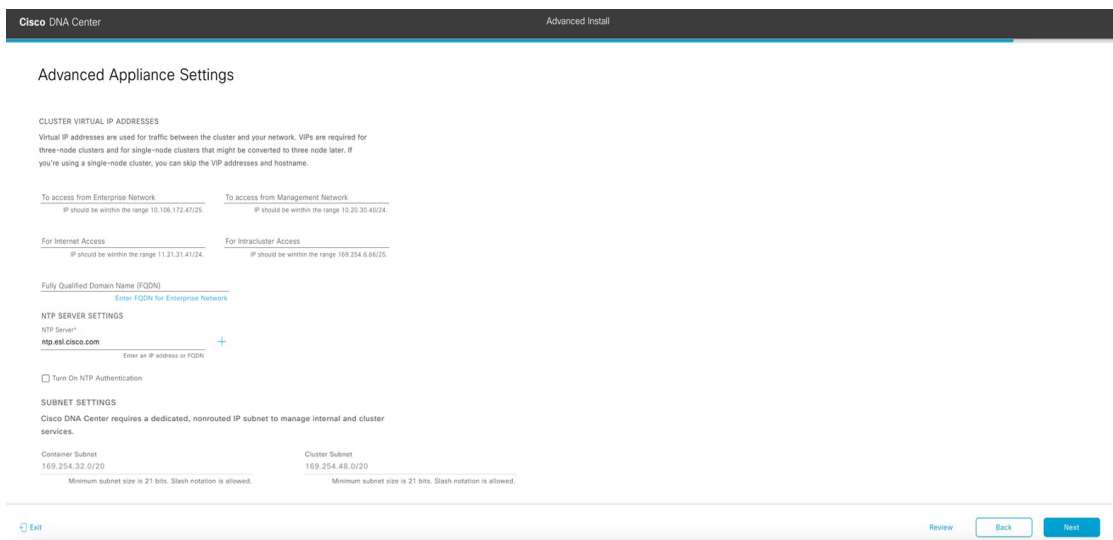 Cisco DNA Center
Advanced Install
Advanced Appliance Settings
CLUSTER VIRTUAL IP ADDRESSES
Virtual IP addresses are used for traffic between the cluster and your network. VIPs are required for
three-node clusters and for single-node clusters that might be converted to three node later. If
you're using a single-node cluster, you can skip the VIP addresses and hostname.
To access from Enterprise Network
To access from Management Network
IP should be winthin the range 10.106.172.47/25.
IP should be winthin the range 10.20.30.40/24.
For Internet Access
For Intracluster Access
IP should be winthin the range 11.21.31.41/24.
IP should be winthin the range 169.254.6.66/25.
Fully Qualified Domain Name (FQDN)
Enter FQDN for Enterprise Network
NTP SERVER SETTINGS
NTP Server*
ntp.esl.cisco.com
Enter an IP address or FQDN
Turn On NTP Authentication
SUBNET SETTINGS
Cisco DNA Center requires a dedicated, nonrouted IP subnet to manage internal and cluster
services.
Container Subnet
Cluster Subnet
169.254.32.0/20
169.254.48.0/20
Minimum subnet size is 21 bits. Slash notation is allowed.
Minimum subnet size is 21 bits. Slash notation is allowed.
Exit
Review
Back
Next